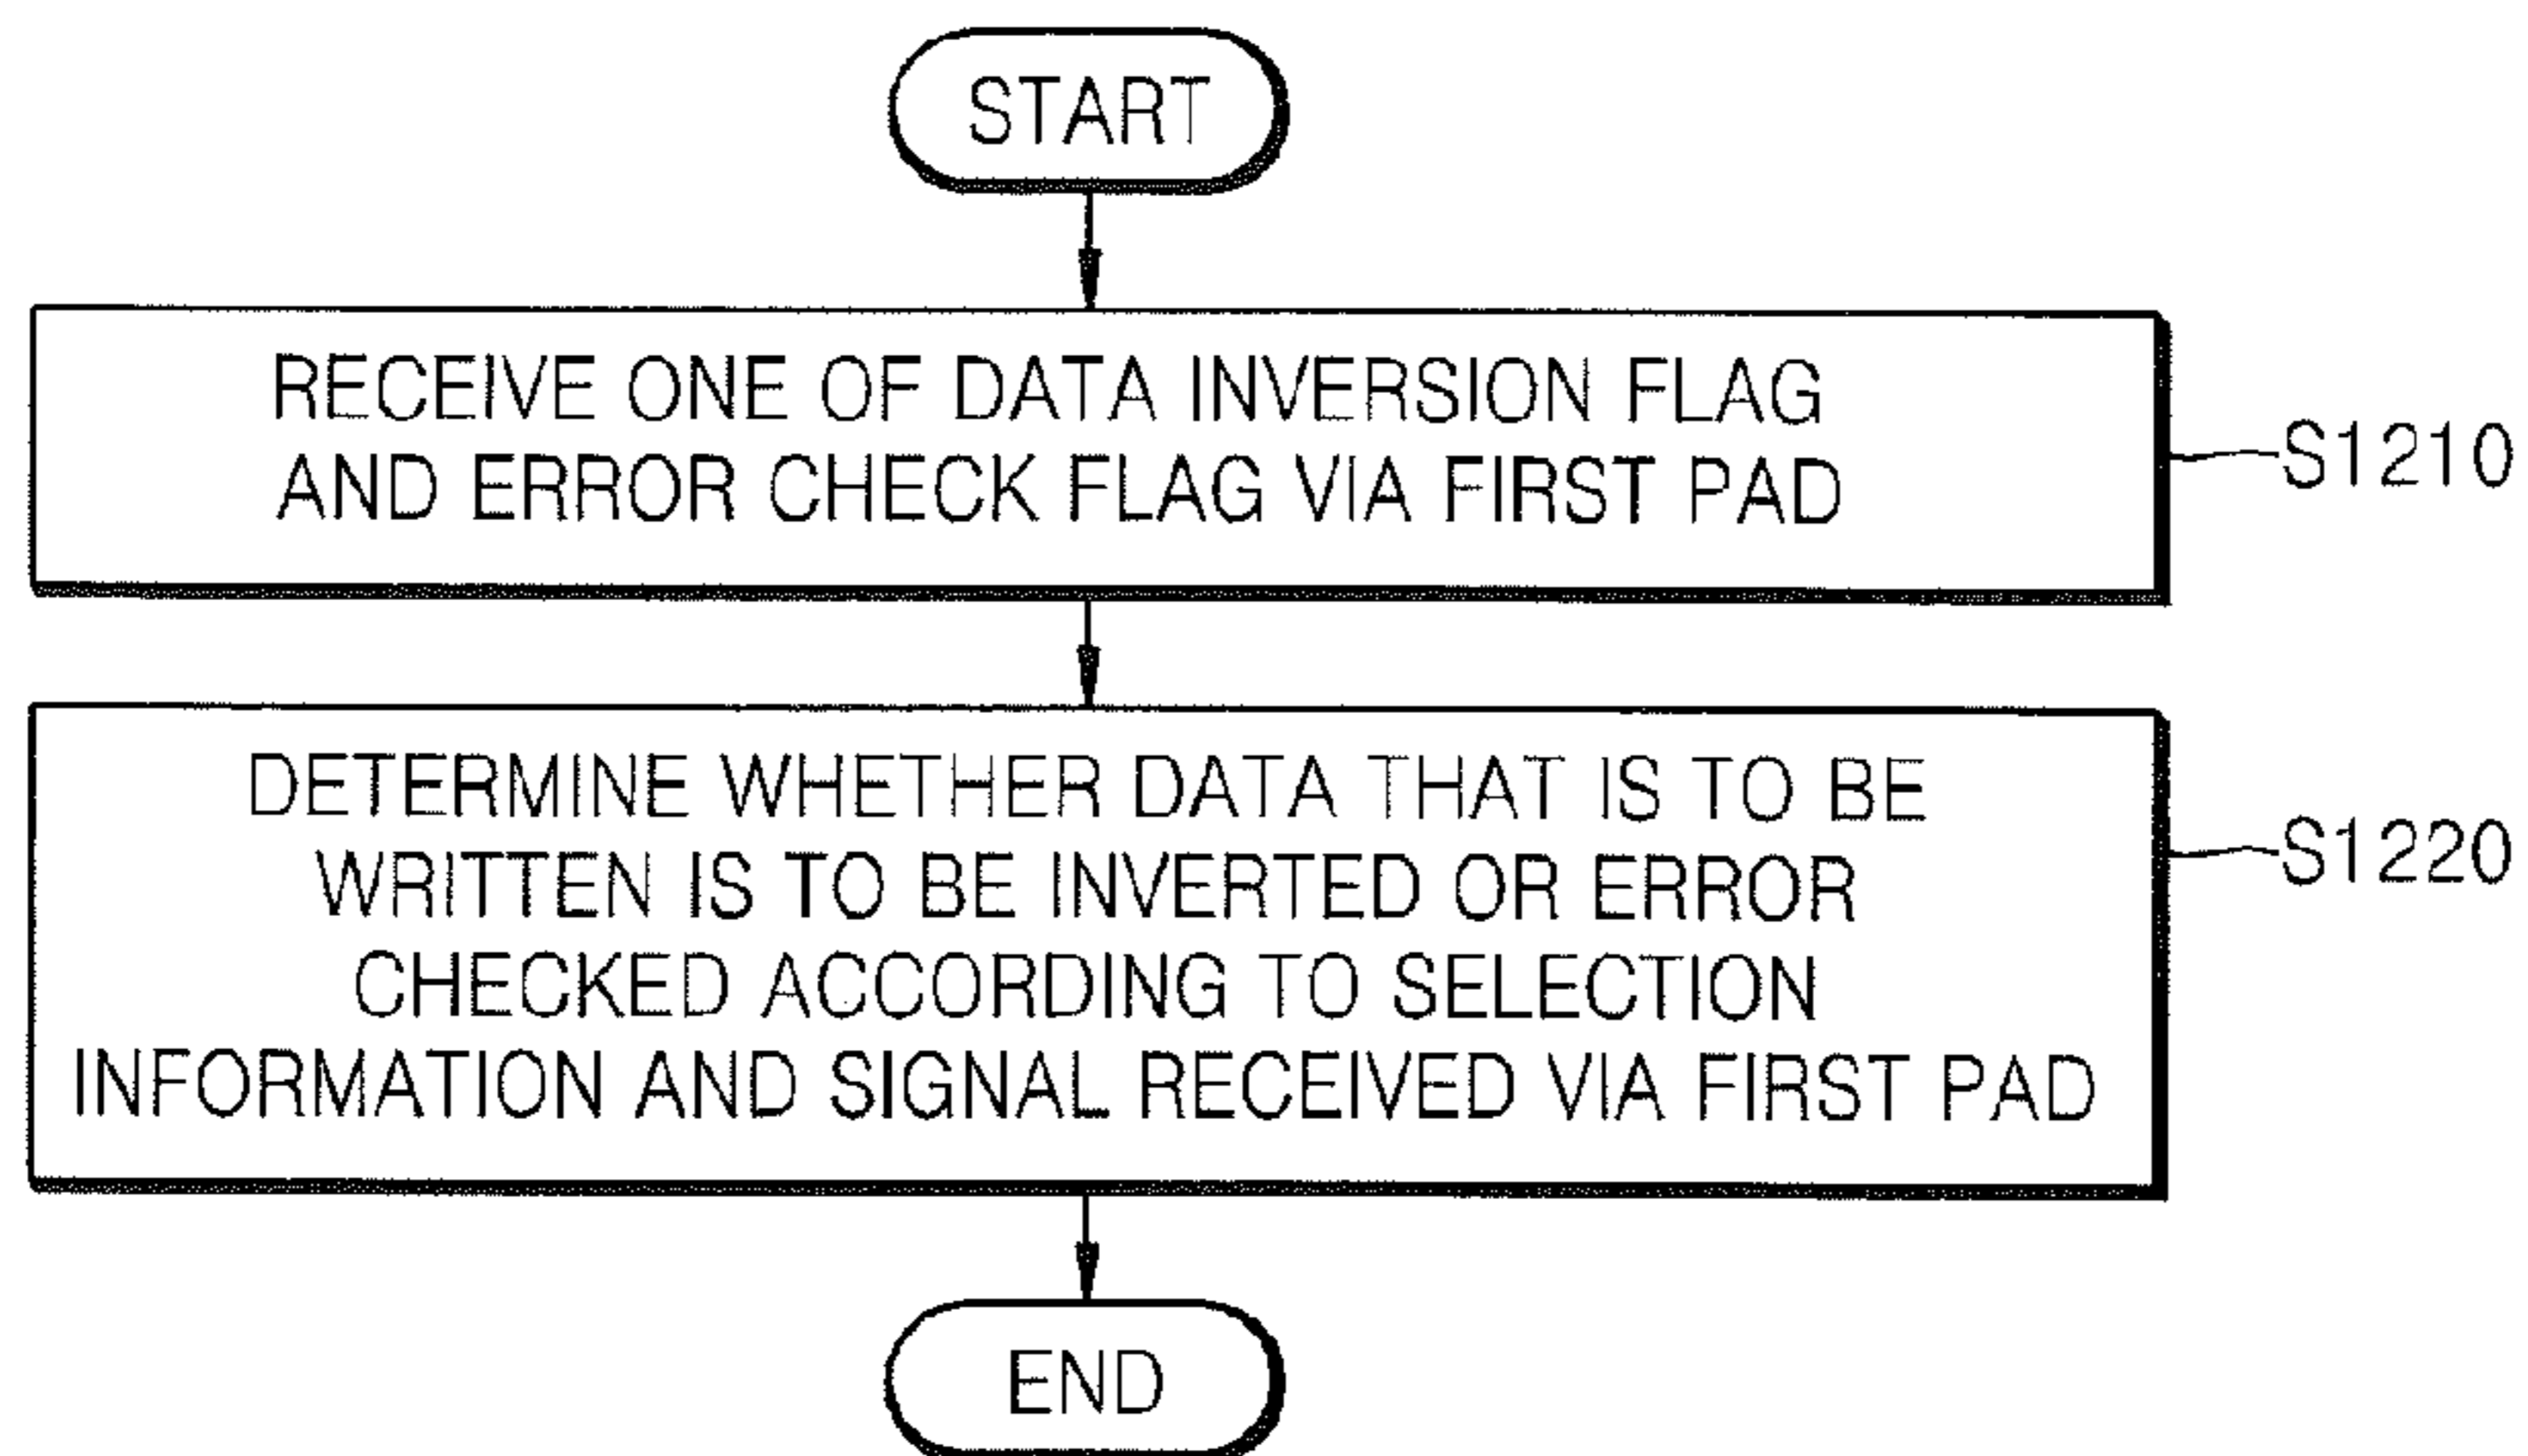 START
RECEIVE ONE OF DATA INVERSION FLAG
AND ERROR CHECK FLAG VIA FIRST PAD
S1210
DETERMINE WHETHER DATA THAT IS TO BE
WRITTEN IS TO BE INVERTED OR ERROR
CHECKED ACCORDING TO SELECTION
INFORMATION AND SIGNAL RECEIVED VIA FIRST PAD
S1220
END